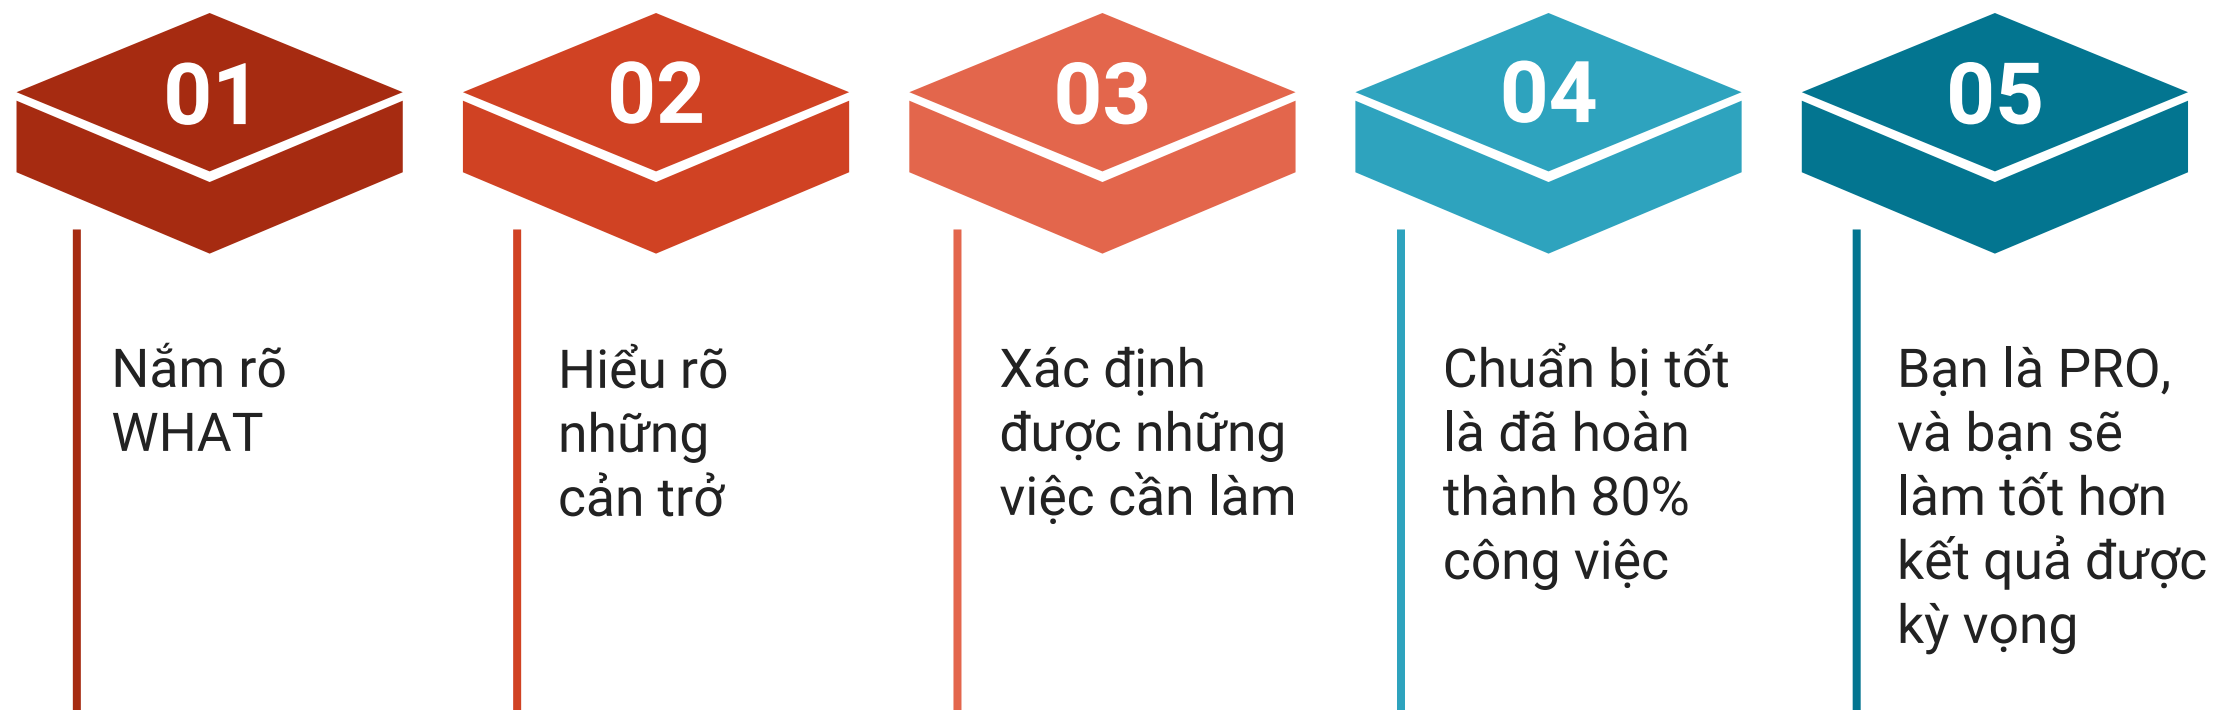 01
Nắm rõ
WHAT
02
Hiểu rõ
những
cản trở
03
Xác định
được những
việc cần làm
04
Chuẩn bị tốt
là đã hoàn
thành 80%
công việc
05
Bạn là PRO,
và bạn sẽ
làm tốt hơn
kết quả được
kỳ vọng